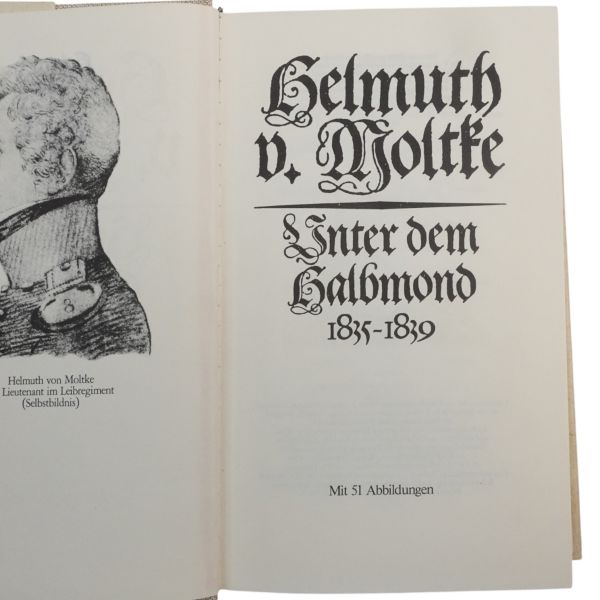 Helmuth von Moltke
Lieutenant im Leibregiment
(Selbstbildnis)
Helmuth
v. Moltke
Unter dem
Halbmond
1835-1839
Mit 51 Abbildungen